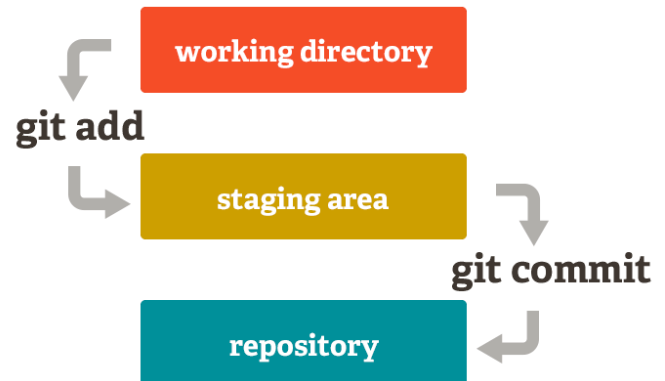 working directory
git add
staging area
git commit
repository